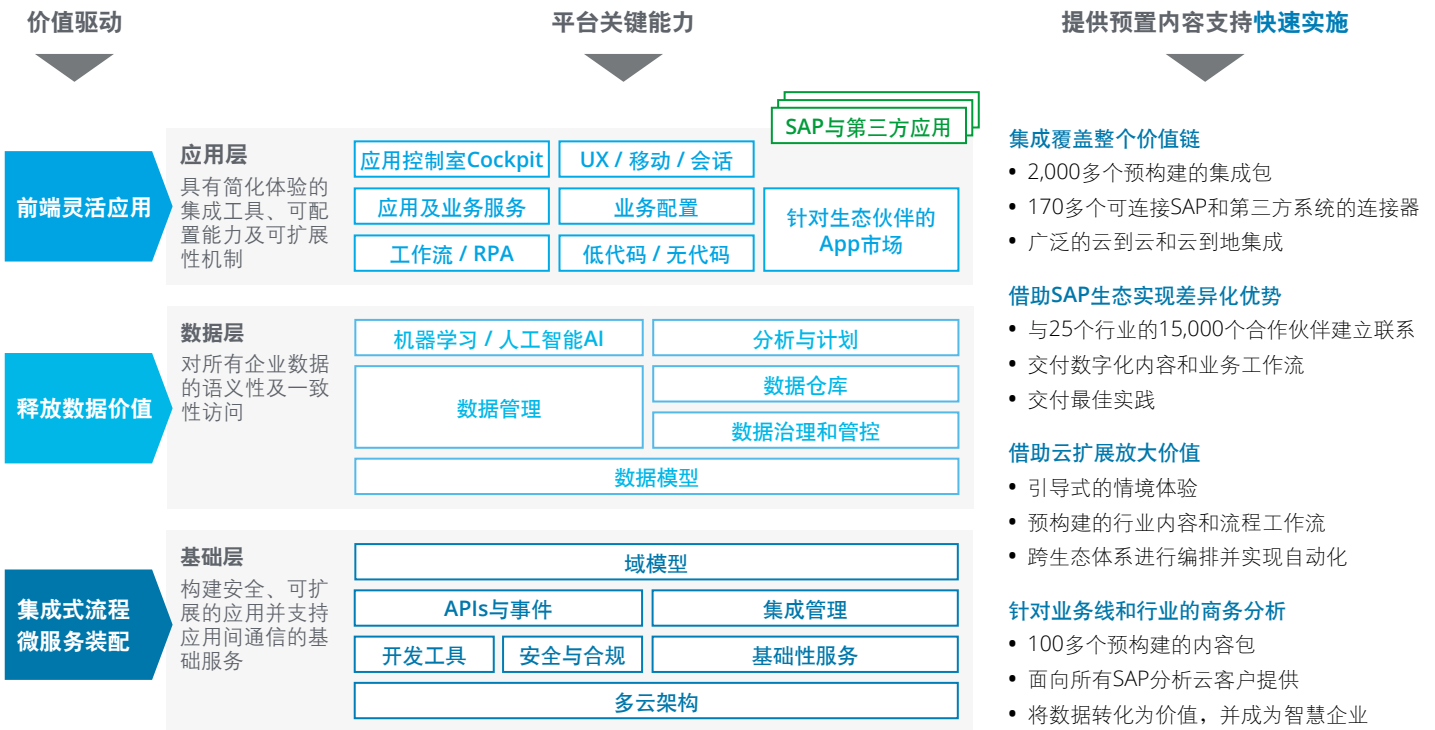 价值驱动
平台关键能力
提供预置内容支持快速实施
前端灵活应用
应用层
具有简化体验的
集成工具、可配
置能力及可扩展
性机制
SAP与第三方应用
应用控制室Cockpit
UX / 移动 / 会话
应用及业务服务
业务配置
针对生态伙伴的
App市场
工作流 / RPA
低代码 / 无代码
释放数据价值
数据层
对所有企业数据
的语义性及一致
性访问
机器学习 / 人工智能AI
分析与计划
数据管理
数据仓库
数据治理和管控
数据模型
集成式流程
微服务装配
基础层
构建安全、可扩
展的应用并支持
应用间通信的基
础服务
域模型
APIs与事件
集成管理
开发工具
安全与合规
基础性服务
多云架构
集成覆盖整个价值链
• 2,000多个预构建的集成包
• 170多个可连接SAP和第三方系统的连接器
• 广泛的云到云和云到地集成
借助SAP生态实现差异化优势
• 与25个行业的15,000个合作伙伴建立联系
• 交付数字化内容和业务工作流
• 交付最佳实践
借助云扩展放大价值
• 引导式的情境体验
• 预构建的行业内容和流程工作流
• 跨生态体系进行编排并实现自动化
针对业务线和行业的商务分析
• 100多个预构建的内容包
• 面向所有SAP分析云客户提供
• 将数据转化为价值，并成为智慧企业